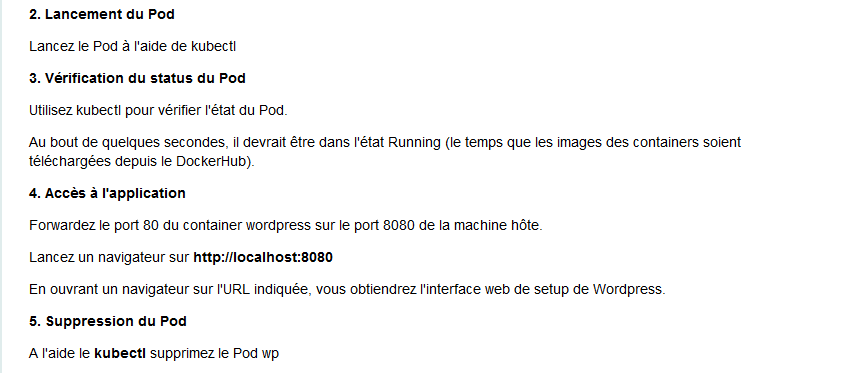 2. Lancement du Pod
Lancez le Pod à l'aide de kubectl
3. Vérification du status du Pod
Utilisez kubectl pour vérifier l'état du Pod.
Au bout de quelques secondes, il devrait être dans l'état Running (le temps que les images des containers soient
téléchargées depuis le DockerHub).
4. Accès à l'application
Forwardez le port 80 du container wordpress sur le port 8080 de la machine hôte.
Lancez un navigateur sur http://localhost:8080
En ouvrant un navigateur sur l'URL indiquée, vous obtiendrez l'interface web de setup de Wordpress.
5. Suppression du Pod
A l'aide le kubectl supprimez le Pod wp